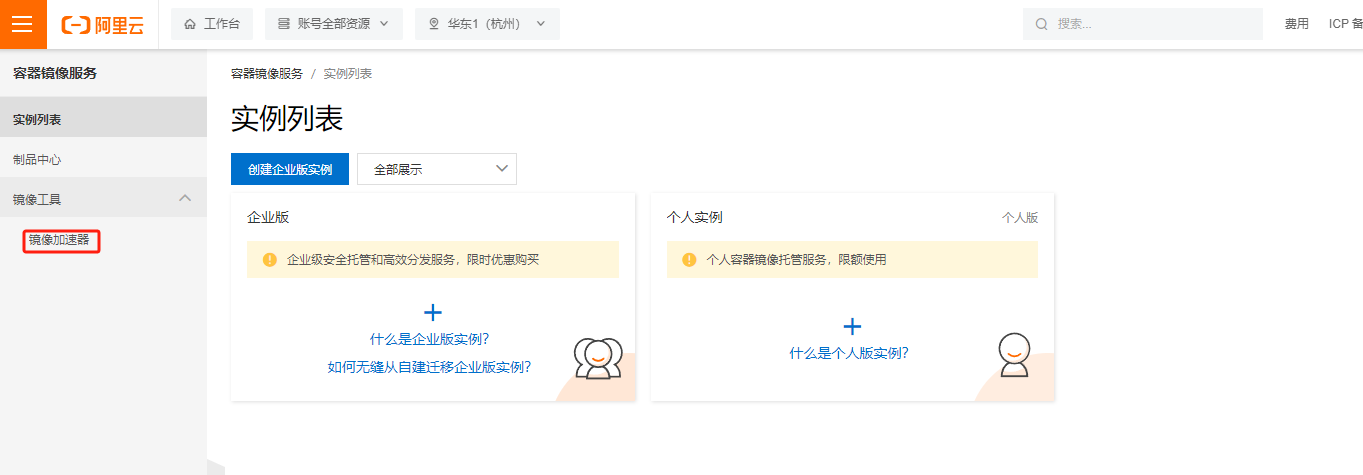 阿里云 工作台 账号全部资源 华东1（杭州） 搜索... 费用 ICP 备
容器镜像服务
实例列表
制品中心
镜像工具
镜像加速器
容器镜像服务 / 实例列表
实例列表
创建企业版实例 全部展示
企业版
企业级安全托管和高效分发服务，限时优惠购买
什么是企业版实例?
如何无缝从自建迁移企业版实例?
个人实例 个人版
个人容器镜像托管服务，限额使用
什么是个人版实例?